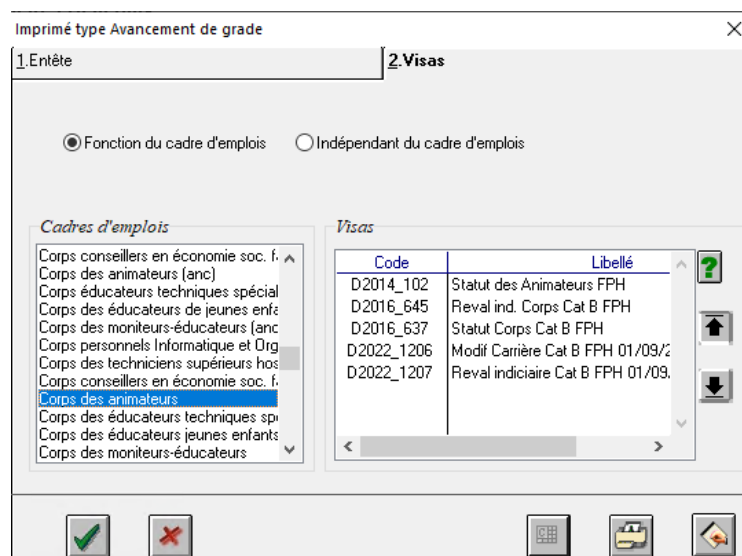 Imprimé type Avancement de grade
1.Entête
2.Visas
Fonction du cadre d'emplois
Indépendant du cadre d'emplois
Cadres d'emplois
Corps conseillers en économie soc. f.
Corps des animateurs (anc)
Corps éducateurs techniques spécial
Corps des éducateurs de jeunes enfa
Corps des moniteurs-éducateurs (anc
Corps personnels Informatique et Org
Corps des techniciens supérieurs hos
Corps conseillers en économie soc. f.
Corps des animateurs
Corps des éducateurs techniques spé
Corps des éducateurs jeunes enfants
Corps des moniteurs-éducateurs
Visas
Code Libellé
D2014_102 Statut des Animateurs FPH
D2016_645 Reval ind. Corps Cat B FPH
D2016_637 Statut Corps Cat B FPH
D2022_1206 Modif Carrière Cat B FPH 01/09/2
D2022_1207 Reval indiciaire Cat B FPH 01/09.
?